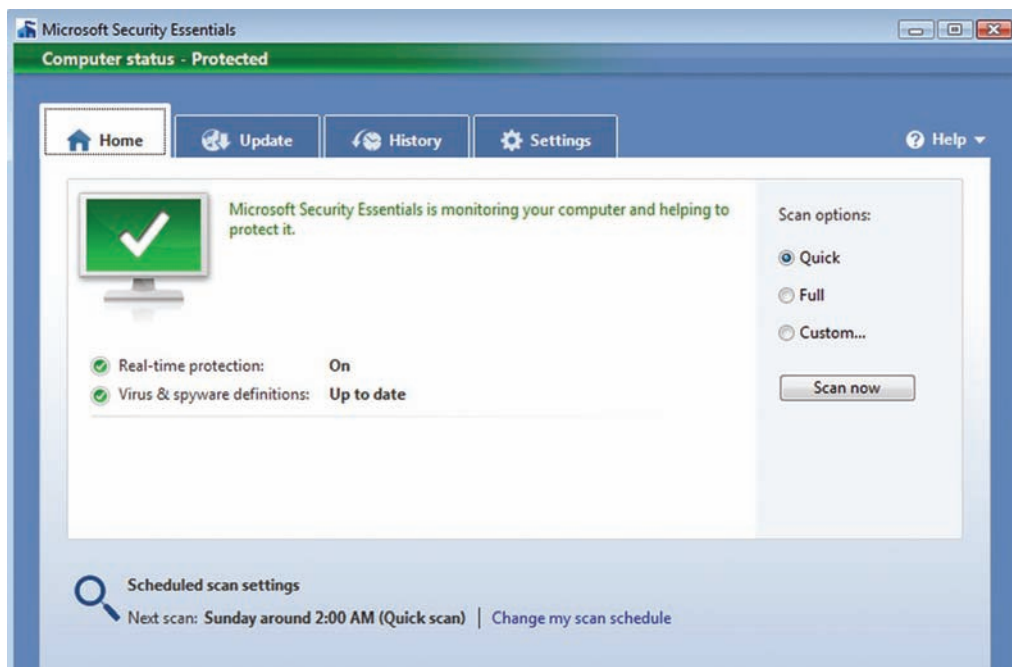 Microsoft Security Essentials
Computer status - Protected
Home Update History Settings Help
Microsoft Security Essentials is monitoring your computer and helping to
protect it.
Scan options:
Quick
Full
Custom...
Real-time protection: On
Virus & spyware definitions: Up to date
Scan now
Scheduled scan settings
Next scan: Sunday around 2:00 AM (Quick scan) | Change my scan schedule